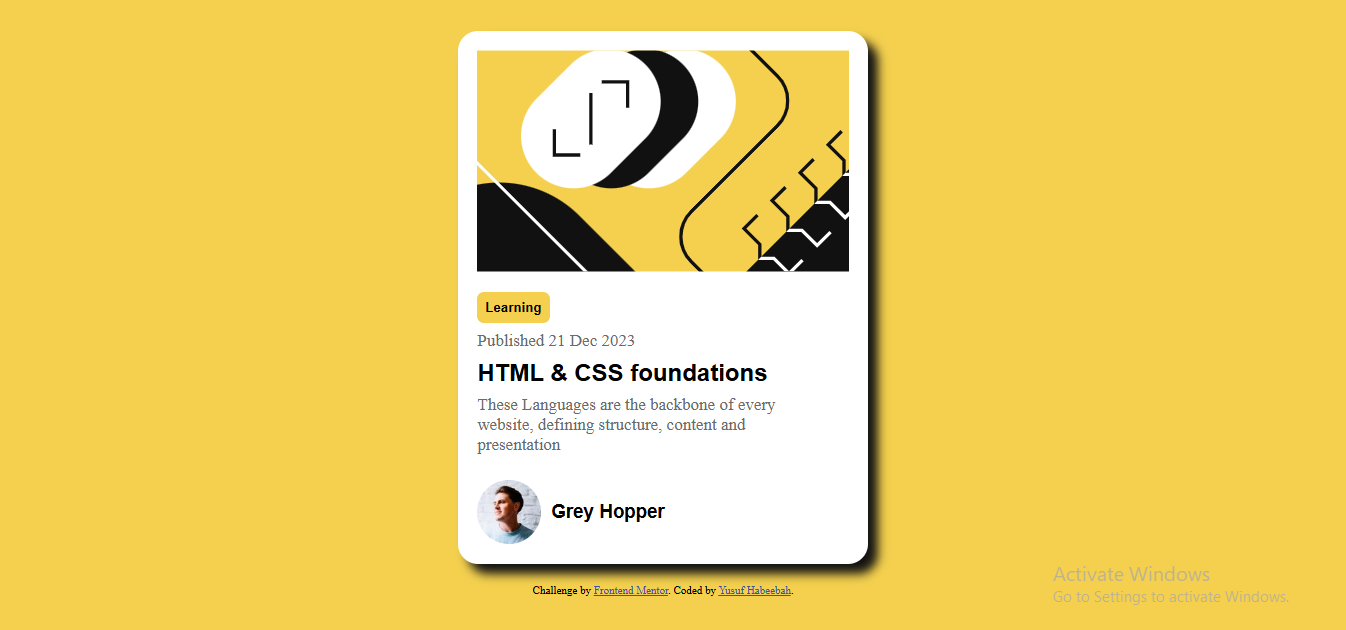 Learning
Published 21 Dec 2023
HTML & CSS foundations
These Languages are the backbone of every
website, defining structure, content and
presentation
Grey Hopper
Challenge by Frontend Mentor. Coded by Yusuf Habeebah.
Activate Windows
Go to Settings to activate Windows.